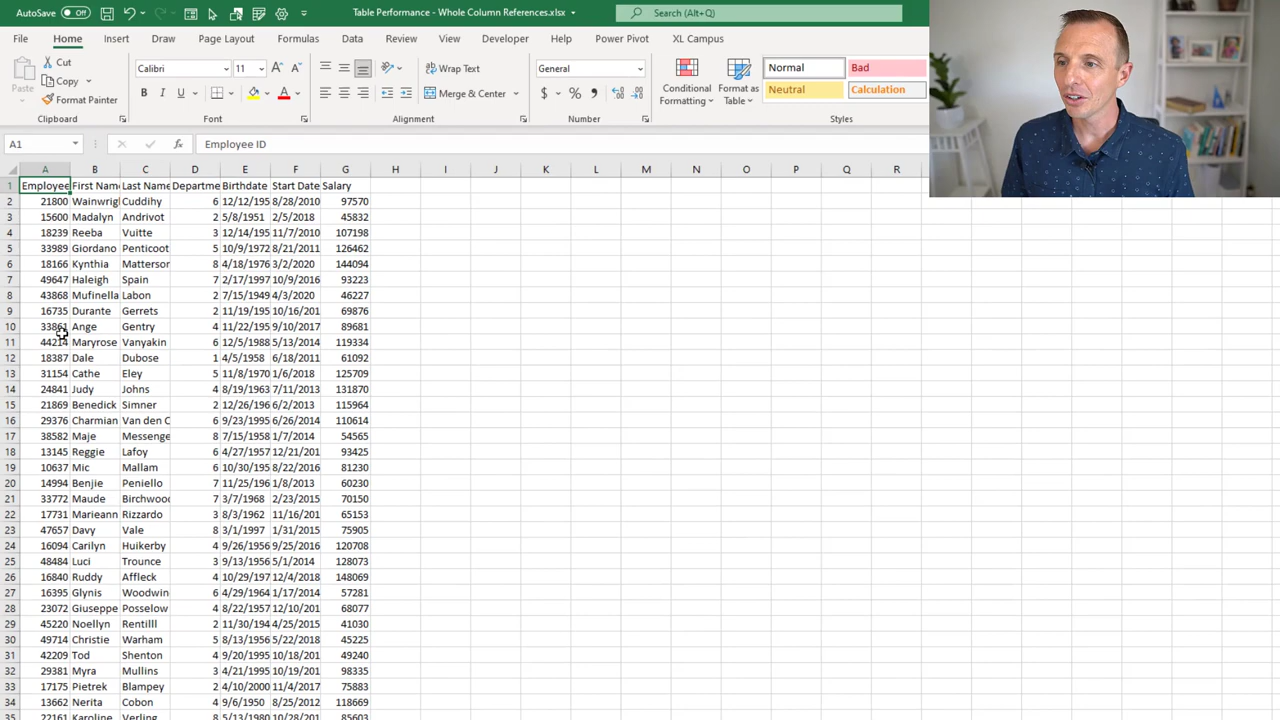 AutoSave Off Table Performance - Whole Column References.xlsx Search (Alt+Q)
File Home Insert Draw Page Layout Formulas Data Review View Developer Help Power Pivot XL Campus
Paste Cut Copy Format Painter Calibri 11 Wrap Text Merge & Center General Conditional Formatting Format as Table Normal Bad Neutral Calculation
Clipboard Font Alignment Number Styles
A1 Employee ID
A B C D E F G H I J K L M N O P Q R
1 Employee First Name Last Name Departme Birthdate Start Date Salary
2 21800 Wainwrig Cuddihy 6 12/12/195 8/28/2010 97570
3 15600 Madalyn Andrivot 2 5/8/1951 2/5/2018 45832
4 18239 Reeba Vuitte 3 12/14/195 11/7/2010 107198
5 33989 Giordano Penticoot 5 10/9/1972 8/21/2011 126462
6 18166 Kynthia Matterson 8 4/18/1976 3/2/2020 144094
7 49647 Haleigh Spain 7 2/17/1997 10/9/2016 93223
8 43868 Mufinella Labon 2 7/15/1949 4/3/2020 46227
9 16735 Durante Gerrets 2 11/19/195 10/16/201 69876
10 33861 Ange Gentry 4 11/22/195 9/10/2017 89681
11 44214 Maryrose Vanyakin 6 12/5/1988 5/13/2014 119334
12 18387 Dale Dubose 1 4/5/1958 6/18/2011 61092
13 31154 Cathe Eley 5 11/8/1970 1/6/2018 125709
14 24841 Judy Johns 4 8/19/1963 7/11/2013 131870
15 21869 Benedick Simner 2 12/26/196 6/2/2013 115964
16 29376 Charmian Van den C 6 9/23/1995 6/26/2014 110614
17 38582 Maje Messenge 8 7/15/1958 1/7/2014 54565
18 13145 Reggie Lafoy 6 4/27/1957 12/21/201 93425
19 10637 Mic Mallam 6 10/30/195 8/22/2016 81230
20 14994 Benjie Peniello 7 11/25/196 1/8/2013 60230
21 33772 Maude Birchwood 7 3/7/1968 2/23/2015 70150
22 17731 Marieann Rizzardo 3 8/3/1962 11/16/201 65153
23 47657 Davy Vale 8 3/1/1997 1/31/2015 75905
24 16094 Carilyn Huikerby 4 9/26/1956 9/25/2016 120708
25 48484 Luci Trounce 3 9/13/1956 5/1/2014 128073
26 16840 Ruddy Affleck 3 10/29/197 12/4/2018 148069
27 16395 Glynis Woodwin 6 4/29/1964 1/7/2014 57281
28 23072 Giuseppe Posselow 4 8/22/1957 12/10/201 68077
29 45220 Noellyn Rentilll 2 11/30/194 4/25/2015 41030
30 49714 Christie Warham 5 8/13/1956 5/22/2018 45225
31 42209 Tod Shenton 4 9/20/1995 10/18/201 49240
32 29381 Myra Mullins 3 4/21/1995 10/19/201 98335
33 17175 Pietrek Blampey 2 4/10/2000 11/4/2017 75883
34 13662 Nerita Cobon 4 9/6/1950 8/25/2012 118669
35 22161 Karoline Verling 8 5/13/1980 10/28/201 85603